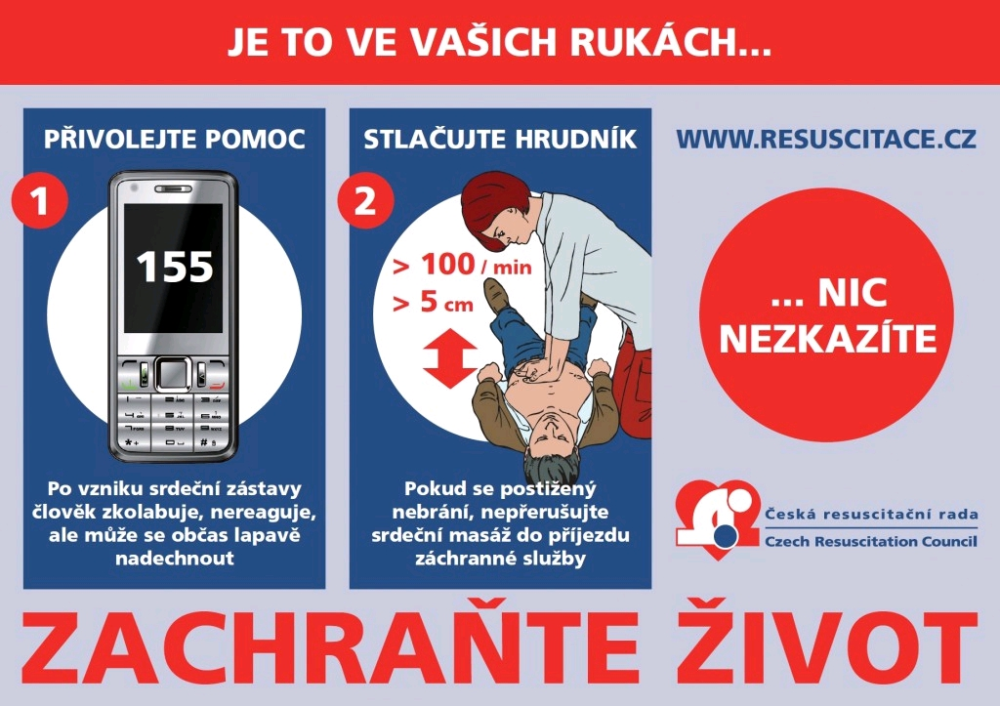 JE TO VE VAŠICH RUKÁCH...
PŘIVOLEJTE POMOC
1
155
Po vzniku srdeční zástavy
člověk zkolabuje, nereaguje,
ale může se občas lapavě
nadechnout
STLAČUJTE HRUDNÍK
2
> 100 / min
> 5 cm
Pokud se postižený
nebrání, nepřerušujte
srdeční masáž do příjezdu
záchranné služby
WWW.RESUSCITACE.CZ
... NIC
NEZKAZÍTE
Česká resuscitační rada
Czech Resuscitation Council
ZACHRAŇTE ŽIVOT